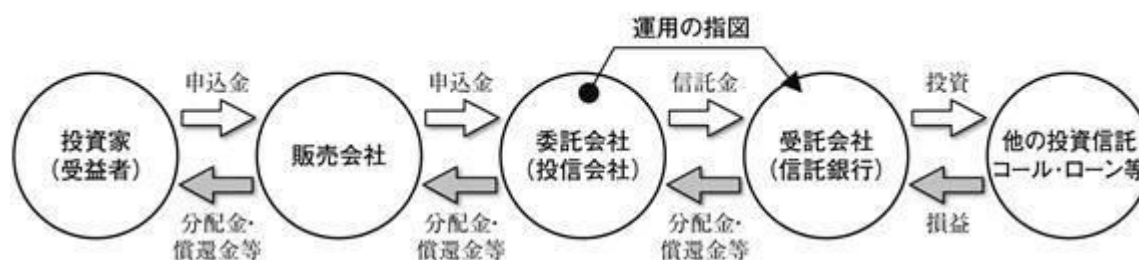 運用の指図
申込金
申込金
信託金
投資
投資家
(受益者)
販売会社
委託会社
(投信会社)
受託会社
(信託銀行)
他の投資信託
コール・ローン等
分配金・
償還金等
分配金・
償還金等
分配金・
償還金等
損益